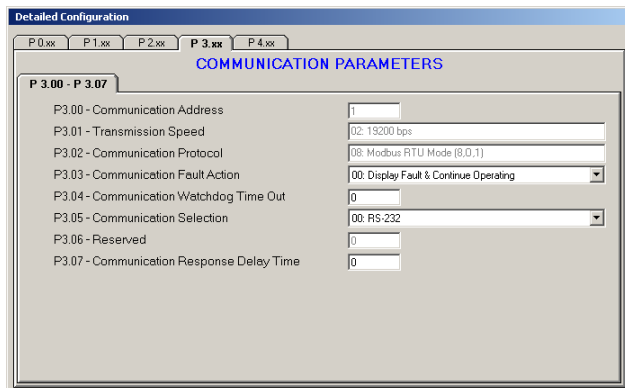 Detailed Configuration
P 0.xx P 1.xx P 2.xx P 3.xx P 4.xx
COMMUNICATION PARAMETERS
P 3.00 - P 3.07
P3.00 - Communication Address 1
P3.01 - Transmission Speed 02: 19200 bps
P3.02 - Communication Protocol 08: Modbus RTU Mode (8,O,1)
P3.03 - Communication Fault Action 00: Display Fault & Continue Operating
P3.04 - Communication Watchdog Time Out 0
P3.05 - Communication Selection 00: RS-232
P3.06 - Reserved 0
P3.07 - Communication Response Delay Time 0